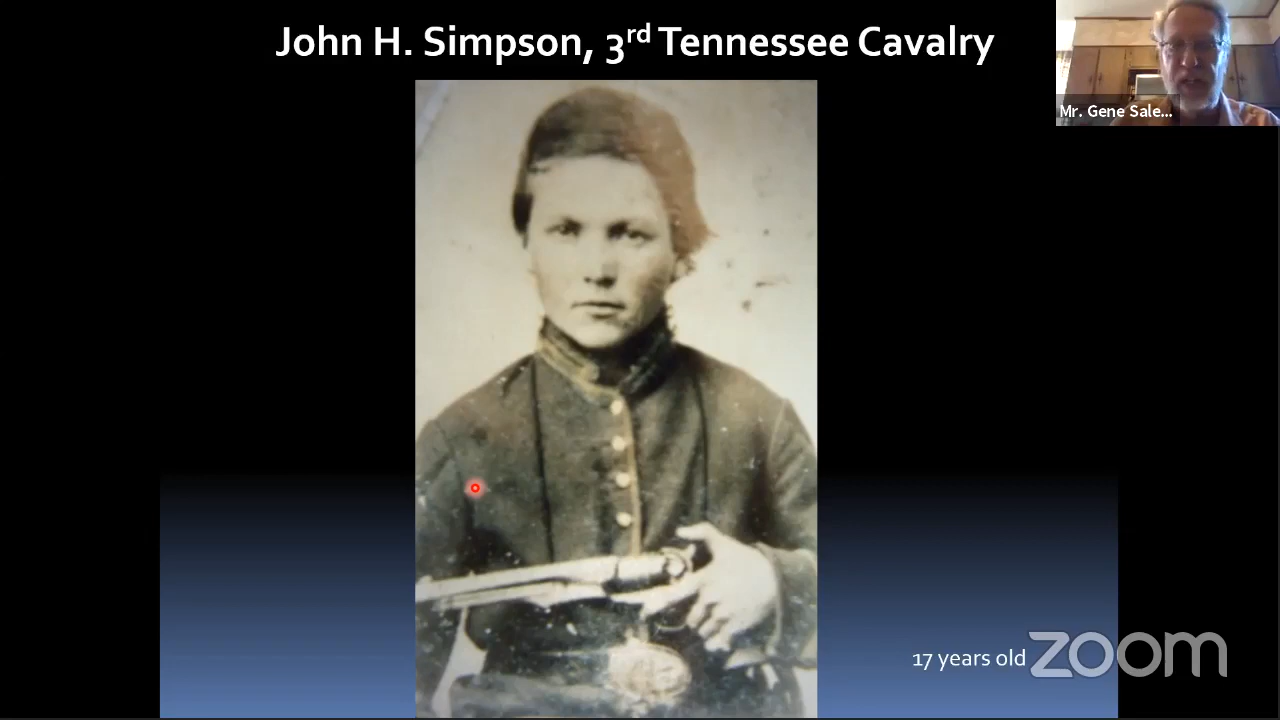 John H. Simpson, 3rd Tennessee Cavalry
Mr. Gene Sale...
17 years old
zoom